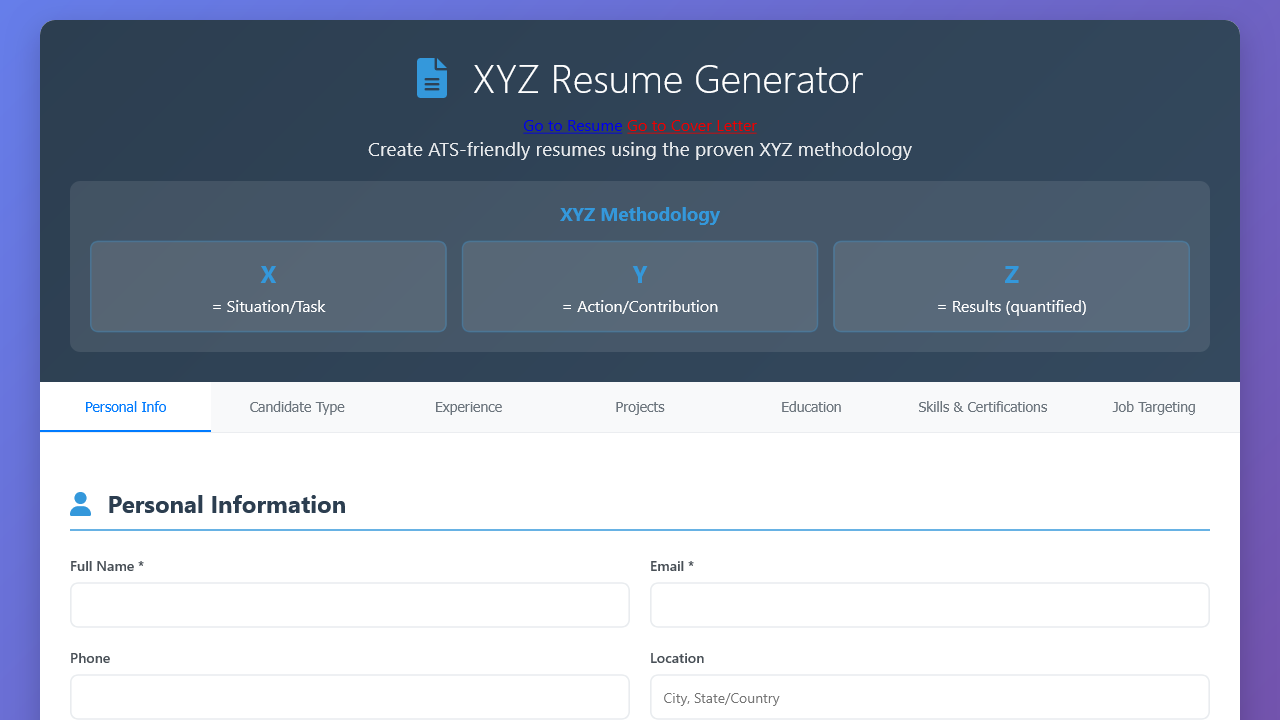 XYZ Resume Generator
Go to Resume Go to Cover Letter
Create ATS-friendly resumes using the proven XYZ methodology
XYZ Methodology
X
= Situation/Task
Y
= Action/Contribution
Z
= Results (quantified)
Personal Info Candidate Type Experience Projects Education Skills & Certifications Job Targeting
Personal Information
Full Name * Email *
Phone Location
City, State/Country